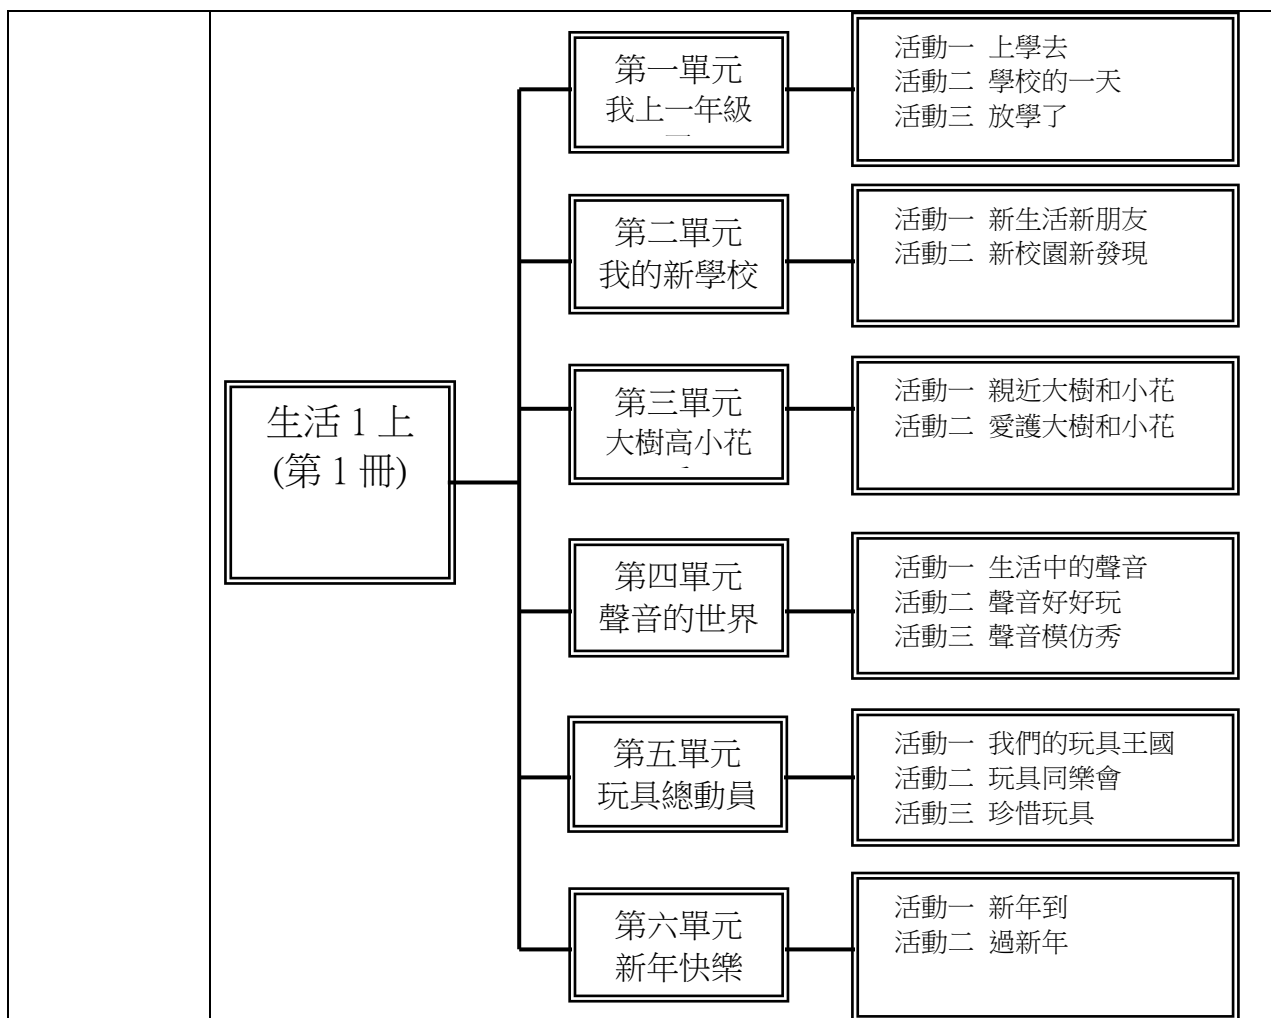 生活 1 上
(第 1 冊)
第一單元
我上一年級
活動一 上學去
活動二 學校的一天
活動三 放學了
第二單元
我的新學校
活動一 新生活新朋友
活動二 新校園新發現
第三單元
大樹高小花
活動一 親近大樹和小花
活動二 愛護大樹和小花
第四單元
聲音的世界
活動一 生活中的聲音
活動二 聲音好好玩
活動三 聲音模仿秀
第五單元
玩具總動員
活動一 我們的玩具王國
活動二 玩具同樂會
活動三 珍惜玩具
第六單元
新年快樂
活動一 新年到
活動二 過新年